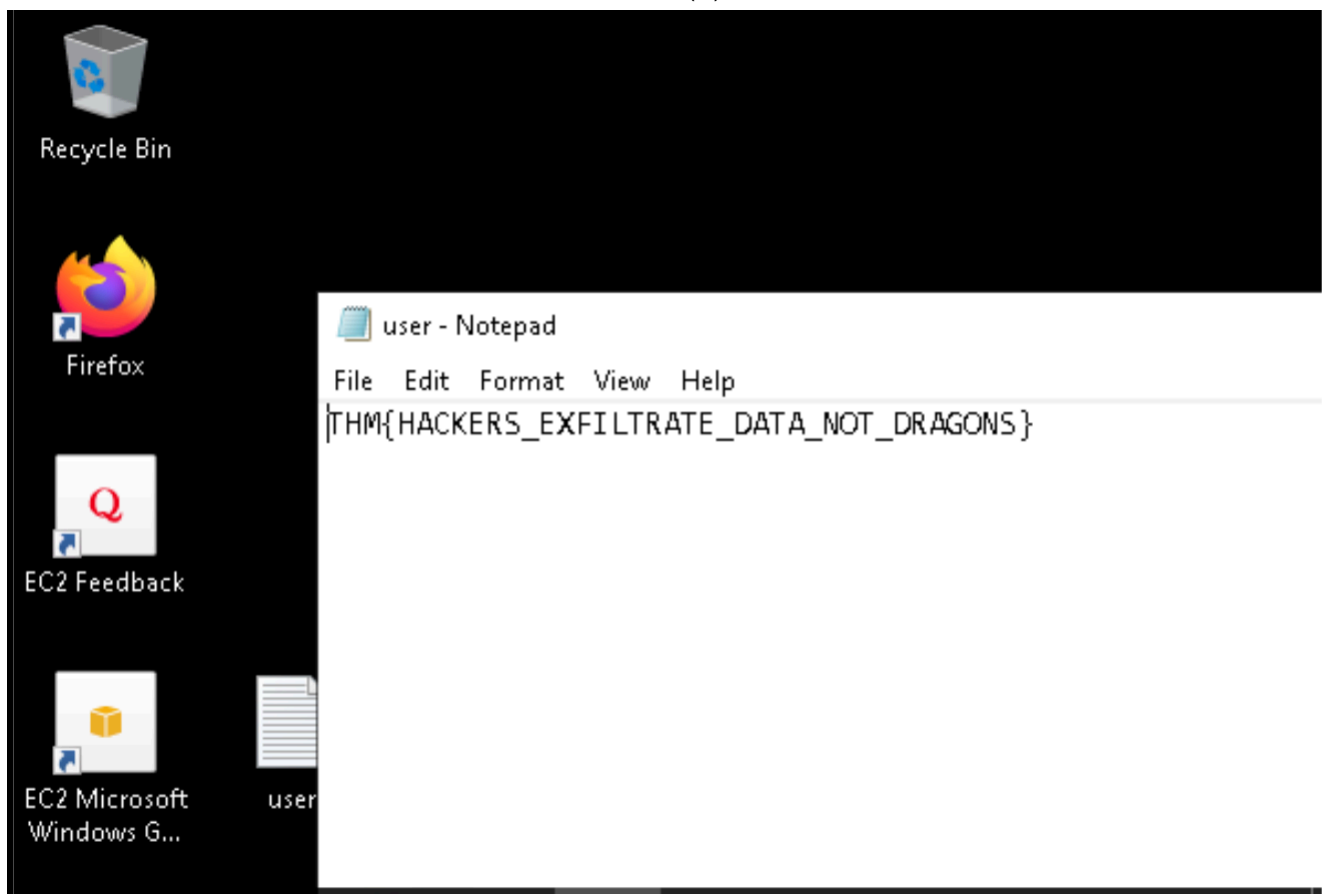 Recycle Bin
Firefox
user - Notepad
File Edit Format View Help
THM{HACKERS_EXFILTRATE_DATA_NOT_DRAGONS}
Q
EC2 Feedback
EC2 Microsoft
Windows G...
user